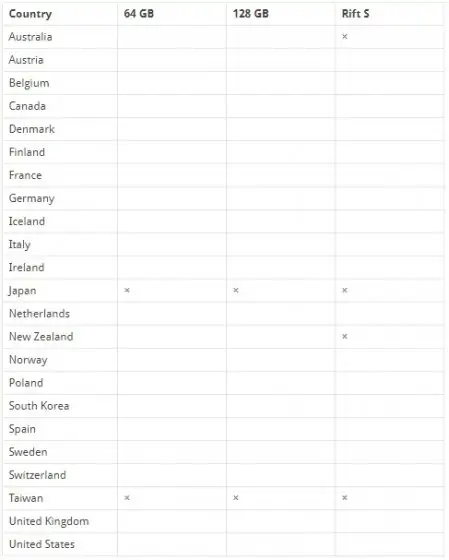 Country 64 GB 128 GB Rift S
Australia ×
Austria
Belgium
Canada
Denmark
Finland
France
Germany
Iceland
Italy
Ireland
Japan × × ×
Netherlands
New Zealand ×
Norway
Poland
South Korea
Spain
Sweden
Switzerland
Taiwan × × ×
United Kingdom
United States